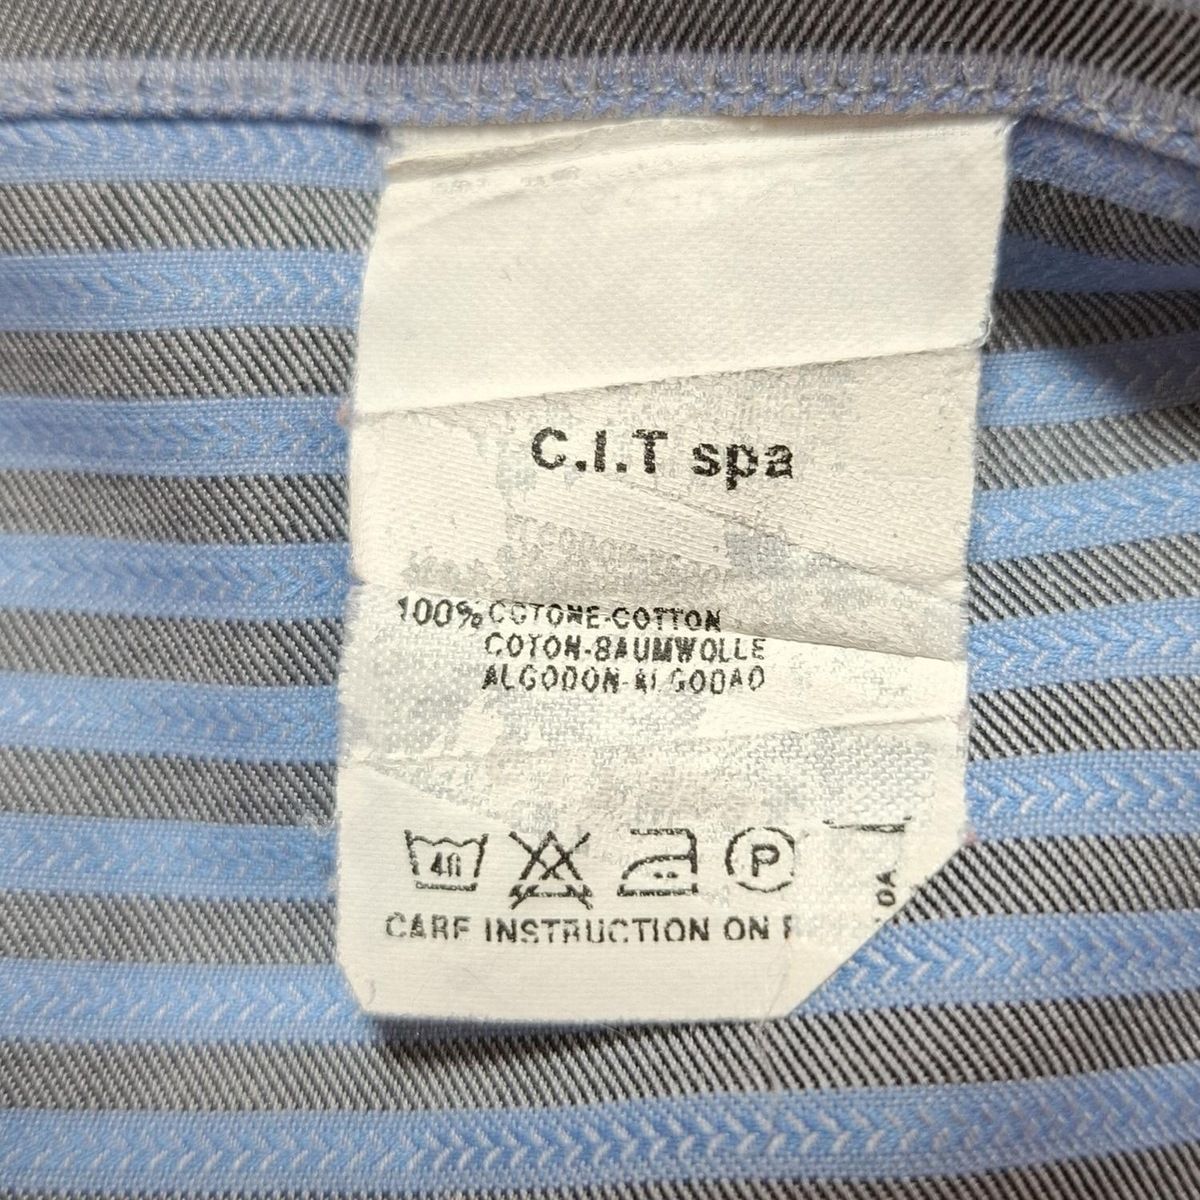 C.I.T spa
100% COTONE-COTTON
COTON-BAUMWOLLE
ALGODON-ALGODAO
40
P
CARE INSTRUCTION ON